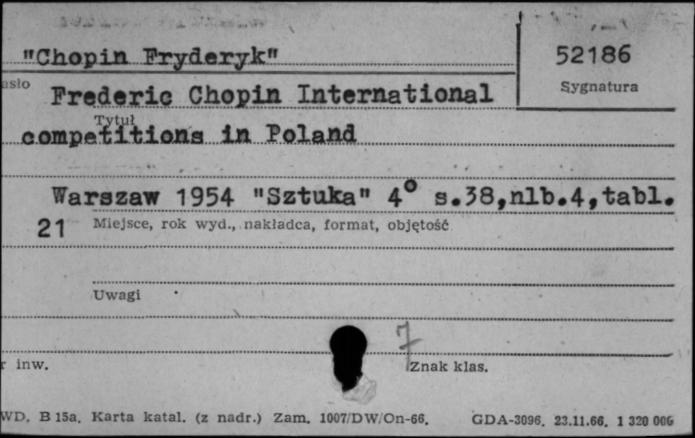 "Chopin Fryderyk"
52186
Sygnatura
asło
Frederic Chopin International
Tytuł
competitions in Poland
Warszaw 1954 "Sztuka" 4° s.38,nlb.4,tabl.
21
Miejsce, rok wyd., nakładca, format, objętość
Uwagi
7
r inw.
Znak klas.
WD. B 15a. Karta katal. (z nadr.) Zam. 1007/DW/On-66. GDA-3096. 23.11.66. 1 320 000